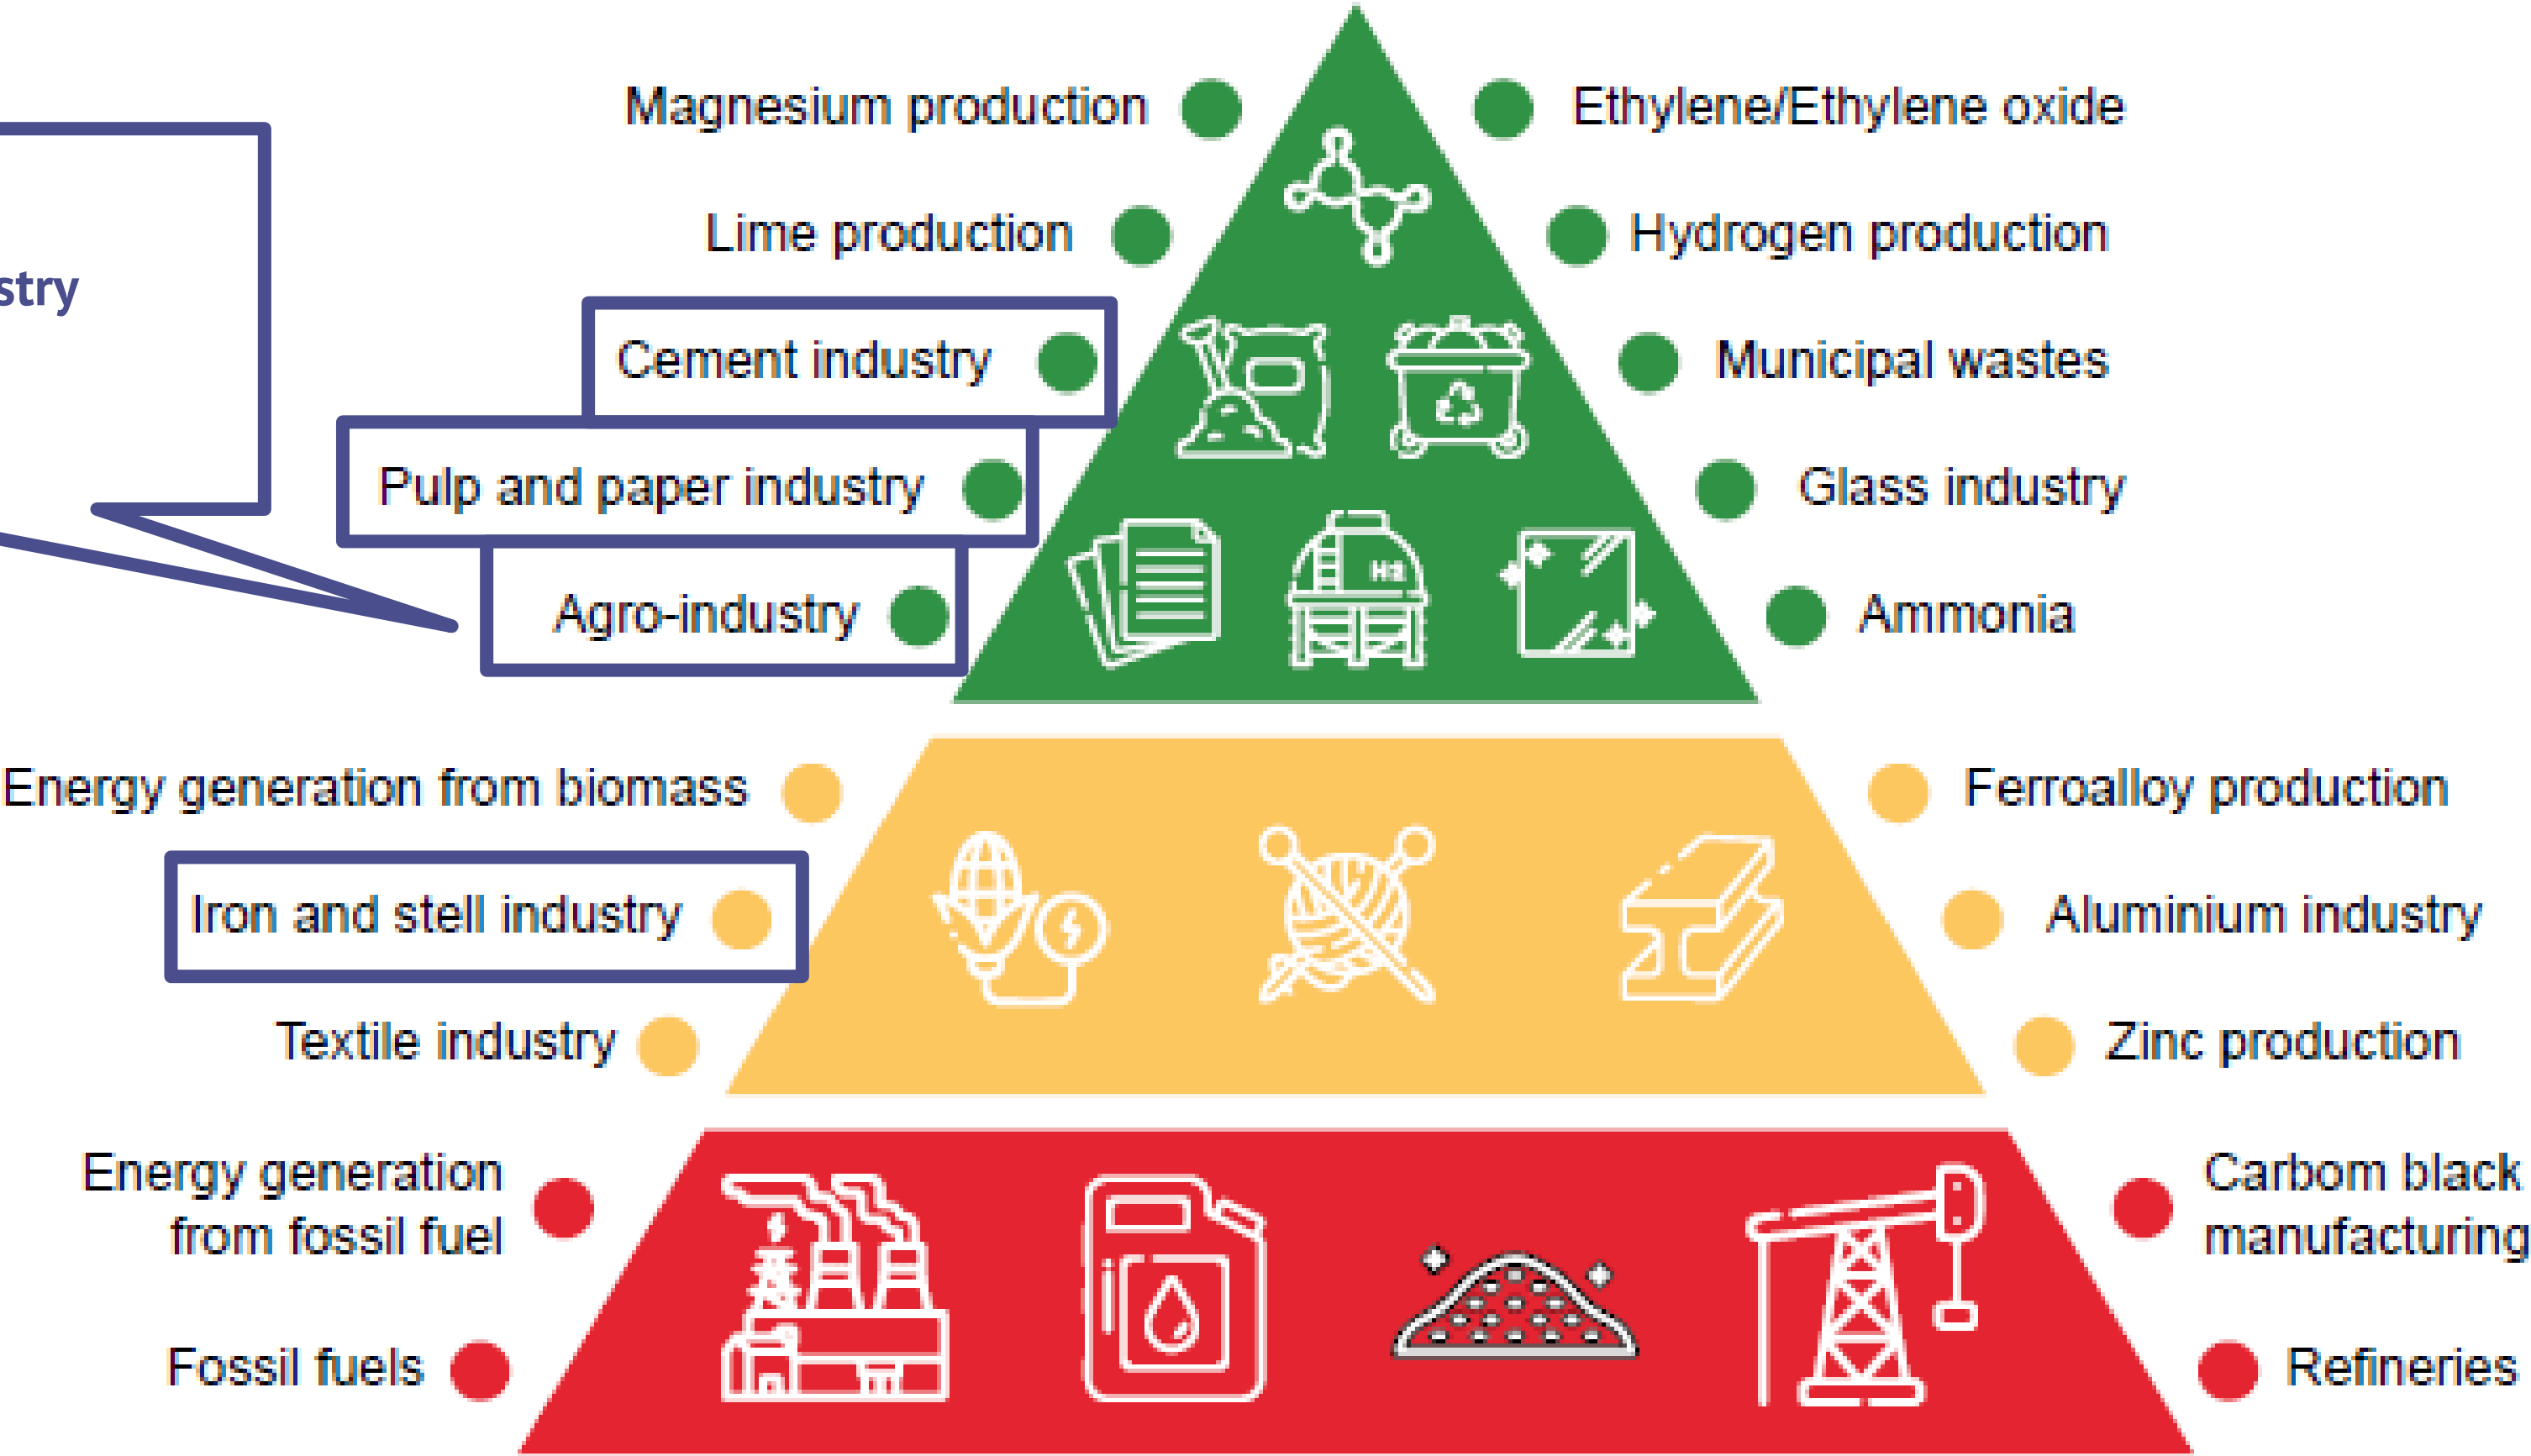 Magnesium production
Ethylene/Ethylene oxide
Lime production
Hydrogen production
stry
Cement industry
Municipal wastes
Pulp and paper industry
Glass industry
Agro-industry
H2
Ammonia
Energy generation from biomass
Ferroalloy production
Iron and stell industry
Aluminium industry
Textile industry
Zinc production
Energy generation
from fossil fuel
Carbom black
manufacturing
Fossil fuels
Refineries